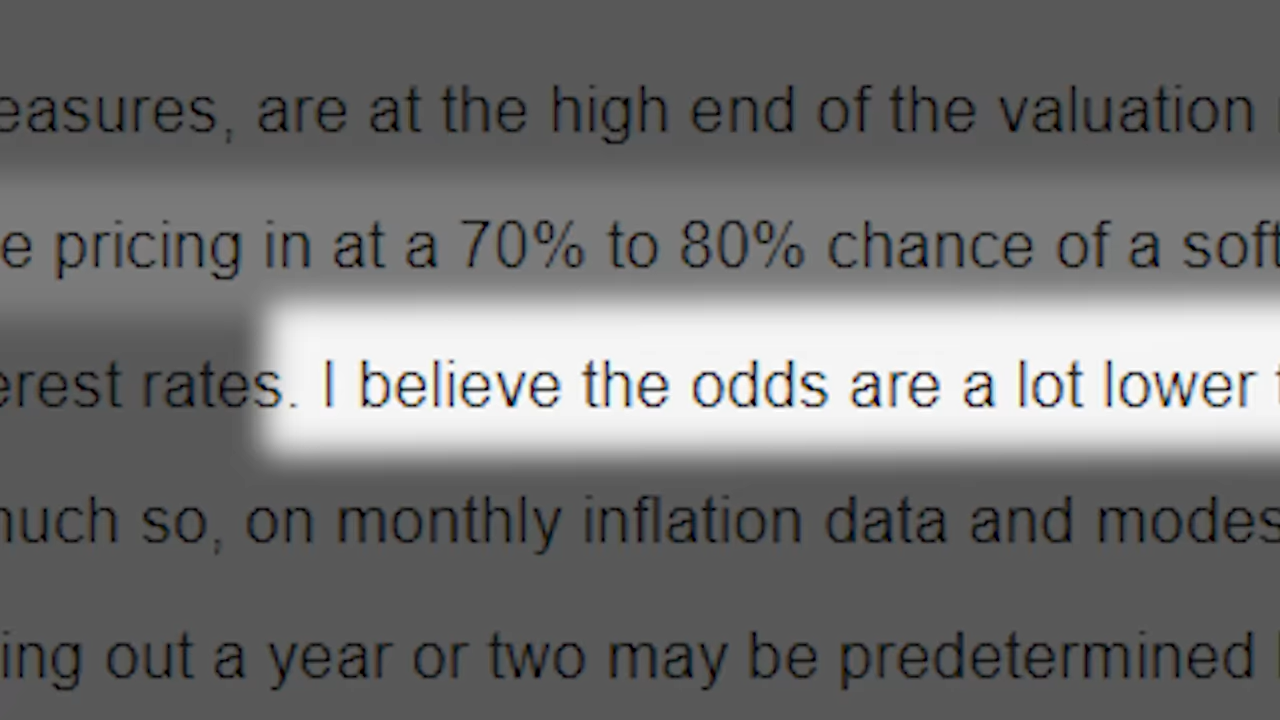 easures, are at the high end of the valuation
e pricing in at a 70% to 80% chance of a soft
erest rates. I believe the odds are a lot lower t
much so, on monthly inflation data and modes
ing out a year or two may be predetermined